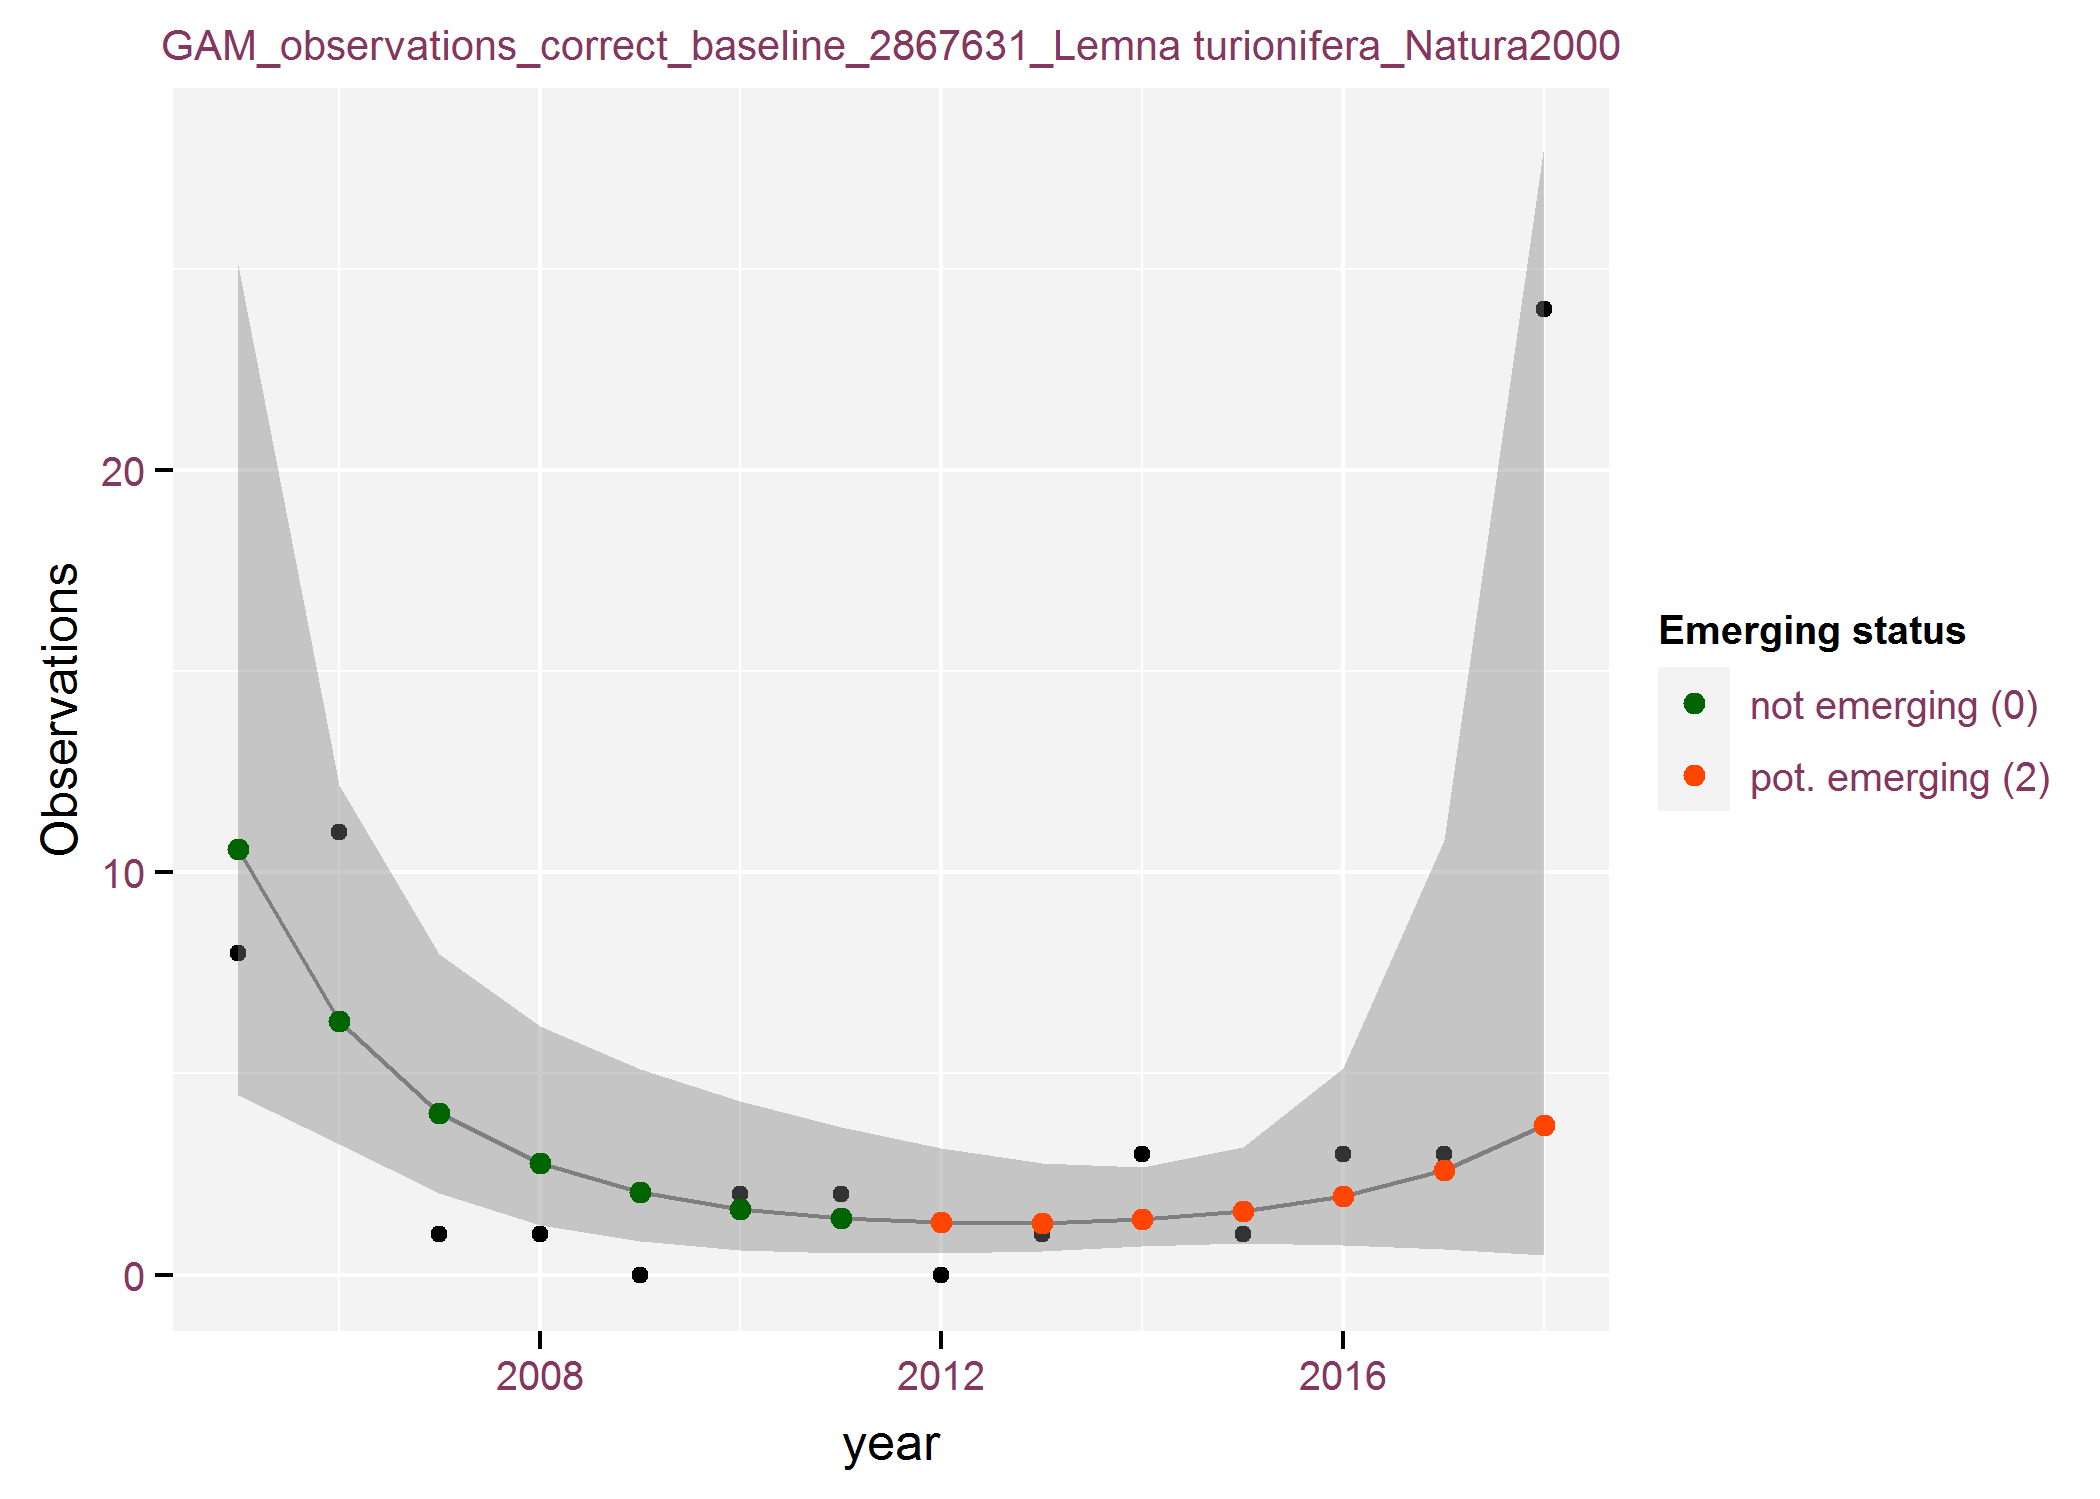 GAM_observations_correct_baseline_2867631_Lemna turionifera_Natura2000
Observations
20
10
0
2008
2012
2016
year
Emerging status
not emerging (0)
pot. emerging (2)